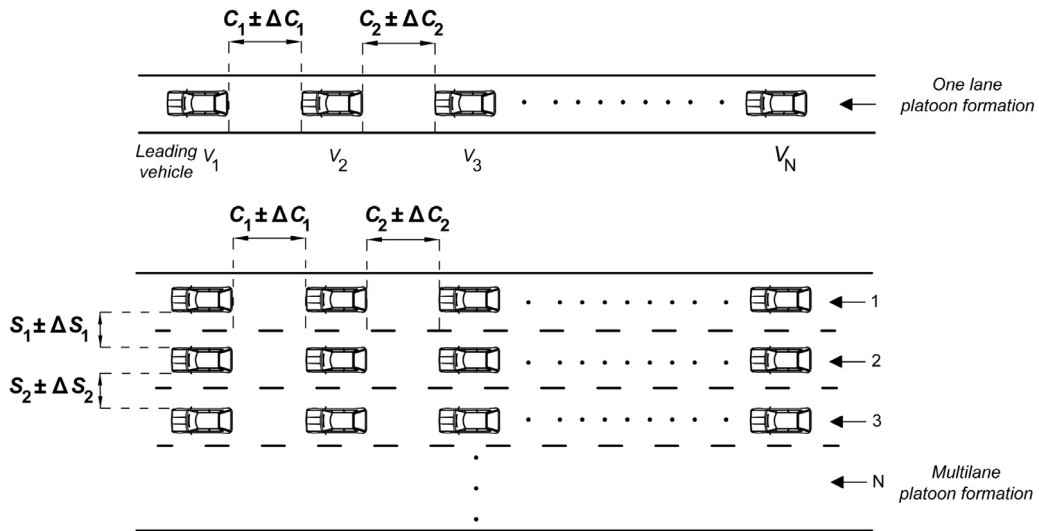 C₁ ± ΔC₁ C₂ ± ΔC₂
One lane
platoon formation
Leading
vehicle V₁ V₂ V₃ V_N
C₁ ± ΔC₁ C₂ ± ΔC₂
1
S₁ ± ΔS₁
2
S₂ ± ΔS₂
3
N
Multilane
platoon formation